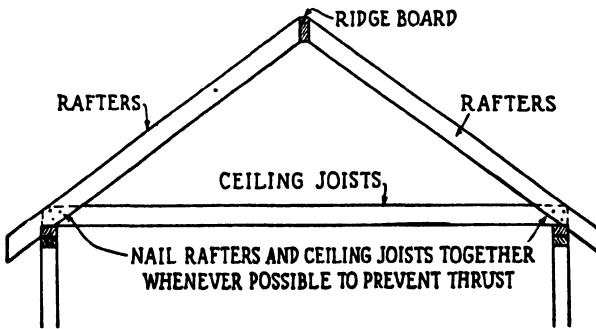 RIDGE BOARD
RAFTERS
RAFTERS
CEILING JOISTS
NAIL RAFTERS AND CEILING JOISTS TOGETHER
WHENEVER POSSIBLE TO PREVENT THRUST